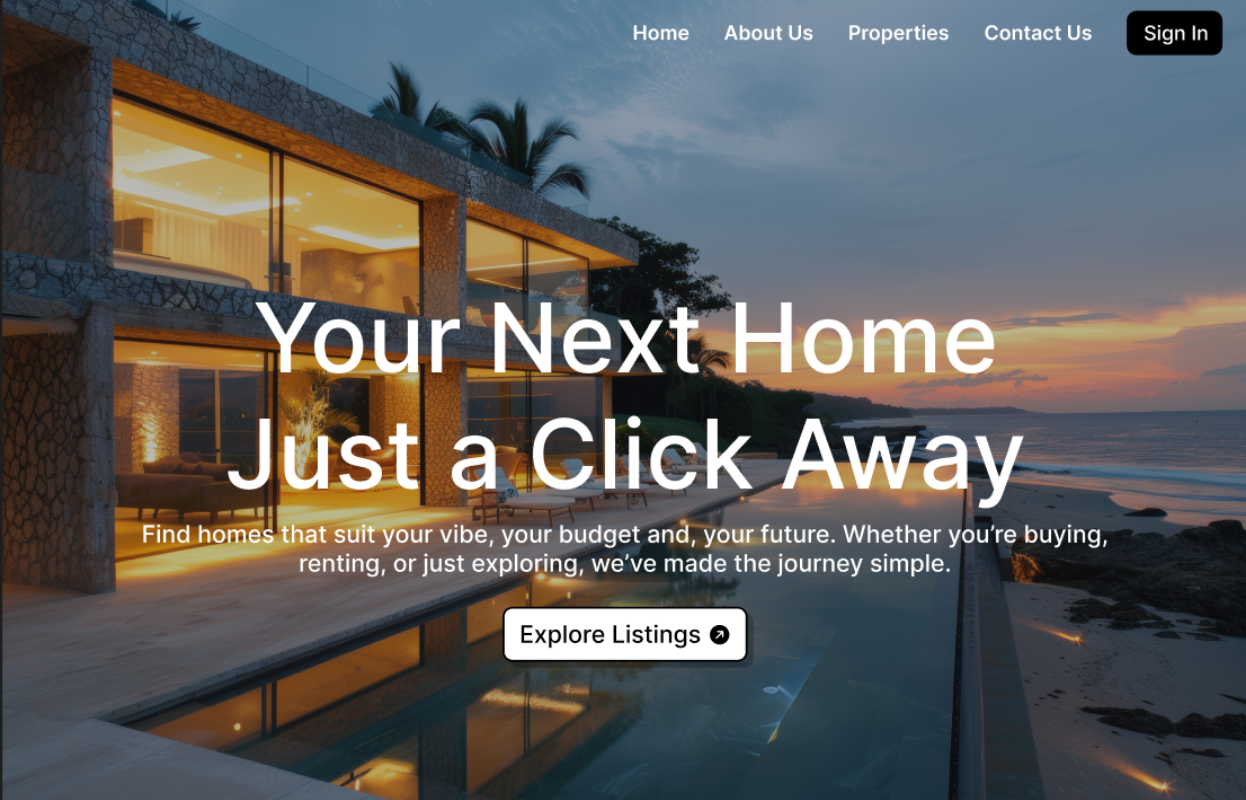 Home About Us Properties Contact Us Sign In
Your Next Home
Just a Click Away
Find homes that suit your vibe, your budget and, your future. Whether you’re buying,
renting, or just exploring, we’ve made the journey simple.
Explore Listings